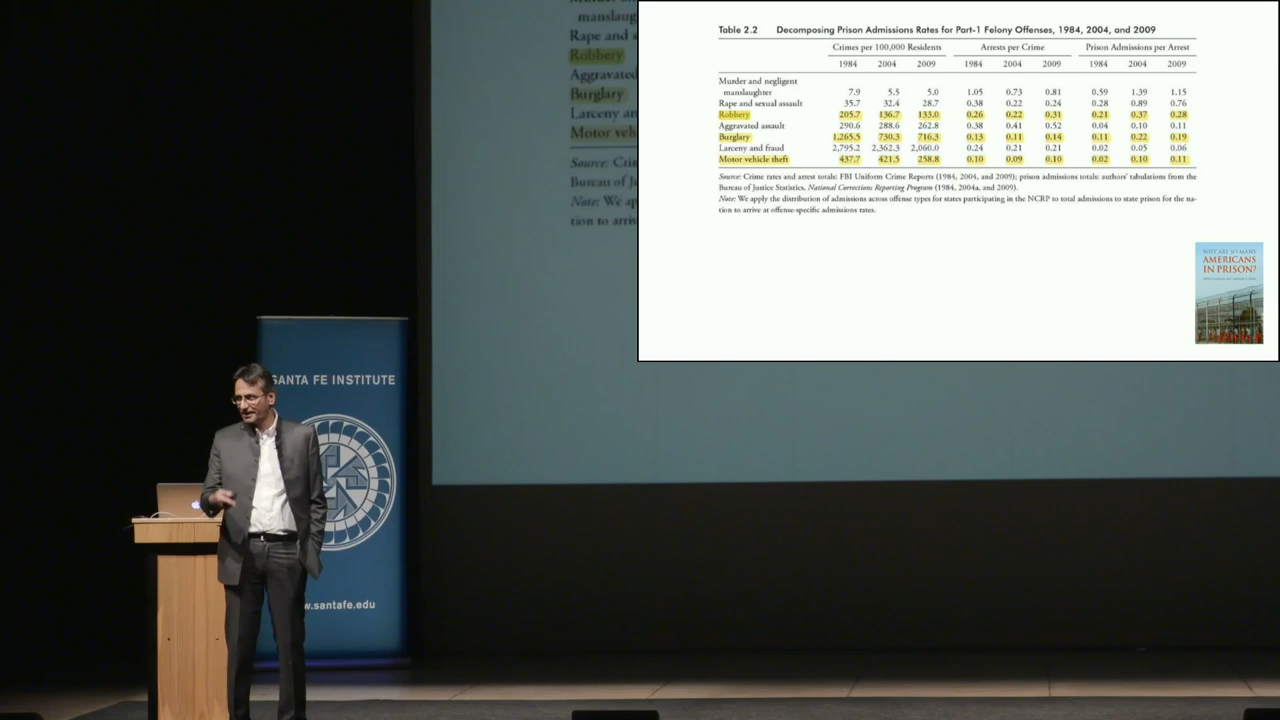 Table 2.2 Decomposing Prison Admissions Rates for Part-1 Felony Offenses, 1984, 2004, and 2009
Crimes per 100,000 Residents Arrests per Crime Prison Admissions per Arrest
1984 2004 2009 1984 2004 2009 1984 2004 2009
Murder and negligent
manslaughter 7.9 5.5 5.0 1.05 0.73 0.81 0.59 1.39 1.15
Rape and sexual assault 35.7 32.4 28.7 0.38 0.22 0.24 0.28 0.89 0.76
Robbery 205.7 136.7 133.0 0.26 0.22 0.31 0.21 0.37 0.28
Aggravated assault 290.6 288.6 262.8 0.38 0.41 0.52 0.04 0.10 0.11
Burglary 1,265.5 730.3 716.3 0.13 0.11 0.14 0.11 0.22 0.19
Larceny and fraud 2,795.2 2,362.3 2,060.0 0.24 0.21 0.21 0.02 0.05 0.06
Motor vehicle theft 437.7 421.5 258.8 0.10 0.09 0.10 0.02 0.10 0.11
Source: Crime rates and arrest totals: FBI Uniform Crime Reports (1984, 2004, and 2009); prison admissions totals: authors' tabulations from the
Bureau of Justice Statistics, National Corrections Reporting Program (1984, 2004a, and 2009).
Note: We apply the distribution of admissions across offense types for states participating in the NCRP to total admissions to state prison for the na-
tion to arrive at offense-specific admissions rates.
WHY ARE SO MANY
AMERICANS
IN PRISON?
manslaug
Rape and s
Robbery
Aggravated
Burglary
Larceny an
Motor veh
Source: Crim
Bureau of Ju
Note: We ap
tion to arriv
SANTA FE INSTITUTE
w.santafe.edu